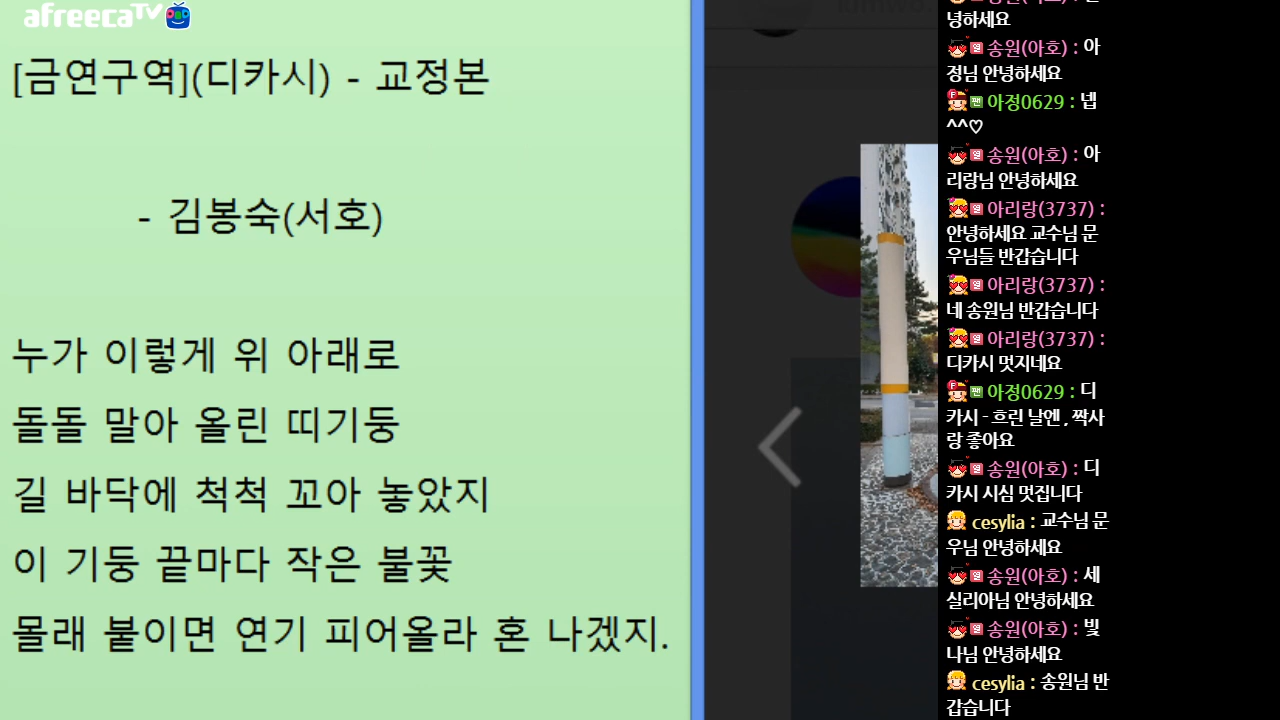 afreecaTV
[금연구역](디카시) - 교정본
- 김봉숙(서호)
누가 이렇게 위 아래로
돌돌 말아 올린 띠기둥
길 바닥에 척척 꼬아 놓았지
이 기둥 끝마다 작은 불꽃
몰래 붙이면 연기 피어올라 혼 나겠지.
녕하세요
송원(아호) : 아
정님 안녕하세요
아정0629 : 넵
^^♡
송원(아호) : 아
리랑님 안녕하세요
아리랑(3737) :
안녕하세요 교수님 문
우님들 반갑습니다
아리랑(3737) :
네 송원님 반갑습니다
아리랑(3737) :
디카시 멋지네요
아정0629 : 디
카시 - 흐린 날엔 , 짝사
랑 좋아요
송원(아호) : 디
카시 시심 멋집니다
cesylia : 교수님 문
우님 안녕하세요
송원(아호) : 세
실리아님 안녕하세요
송원(아호) : 빛
나님 안녕하세요
cesylia : 송원님 반
갑습니다